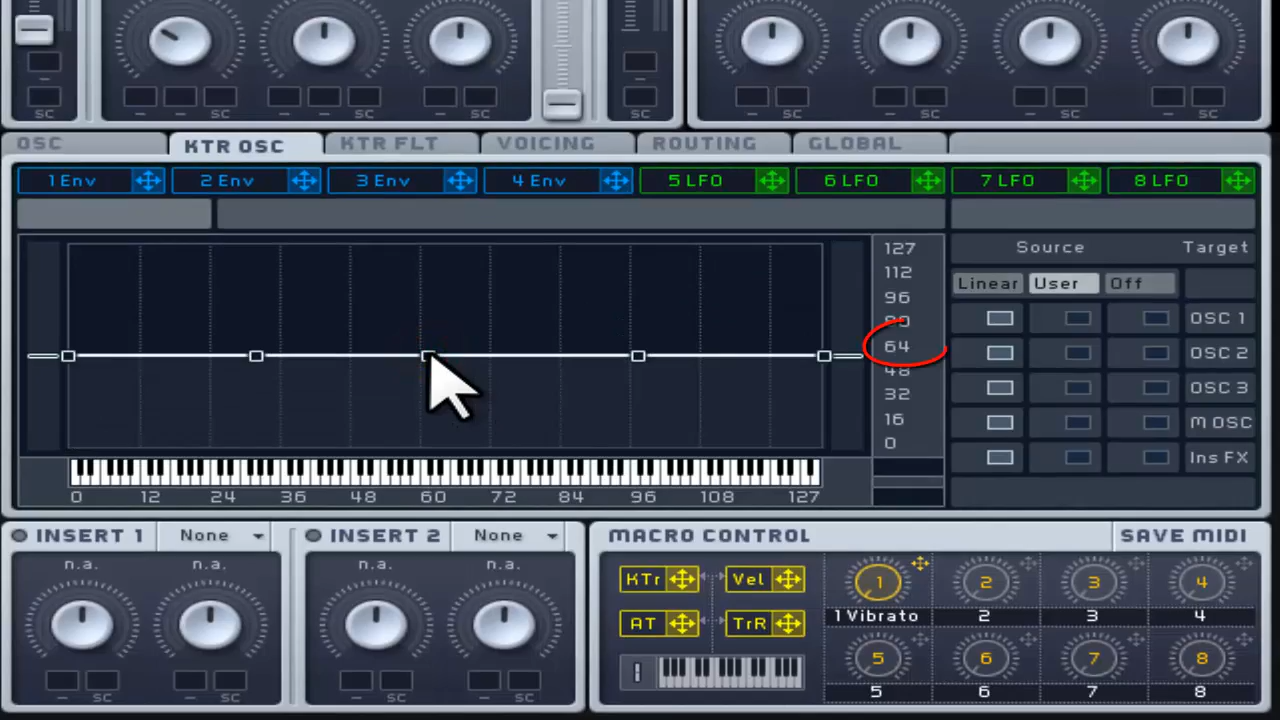 SC – – SC – – SC – SC SC – SC – SC – SC – SC
OSC KTR OSC KTR FLT VOICING ROUTING GLOBAL
1 Env 2 Env 3 Env 4 Env 5 LFO 6 LFO 7 LFO 8 LFO
Source Target
Linear User Off
127
112
96
80
64
48
32
16
0
OSC 1
OSC 2
OSC 3
M OSC
Ins FX
0 12 24 36 48 60 72 84 96 108 127
INSERT 1 None INSERT 2 None MACRO CONTROL SAVE MIDI
n.a. n.a. n.a. n.a.
KTr Vel 1 2 3 4
1 Vibrato 2 3 4
AT TrR 5 6 7 8
5 6 7 8
– SC – SC – SC – SC